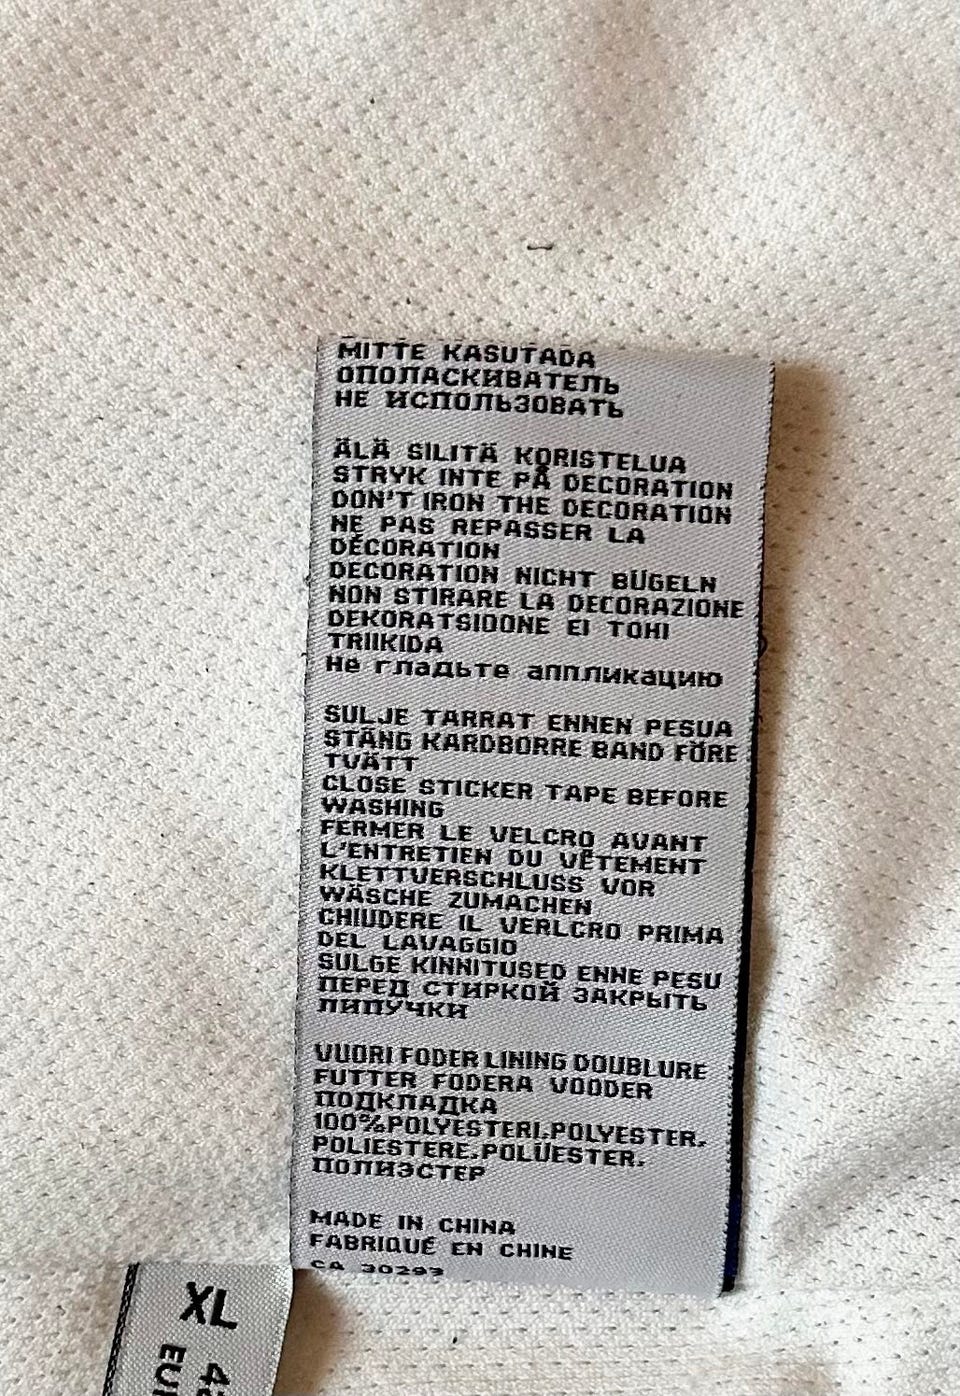 MITTE KASUTADA
ОПОЛАСКИВАТЕЛЬ
НЕ ИСПОЛЬЗОВАТЬ
ÄLÄ SILITÄ KORISTELUA
STRYK INTE PÅ DECORATION
DON'T IRON THE DECORATION
NE PAS REPASSER LA
DÉCORATION
DECORATION NICHT BÜGELN
NON STIRARE LA DECORAZIONE
DEKORATSIOONE EI TOHI
TRIIKIDA
Не гладьте аппликацию
SULJE TARRAT ENNEN PESUA
STÄNG KARDBORRE BAND FÖRE
TVÄTT
CLOSE STICKER TAPE BEFORE
WASHING
FERMER LE VELCRO AVANT
L'ENTRETIEN DU VÊTEMENT
KLETTVERSCHLUSS VOR
WÄSCHE ZUMACHEN
CHIUDERE IL VERLCRO PRIMA
DEL LAVAGGIO
SULGE KINNITUSED ENNE PESU
ПЕРЕД СТИРКОЙ ЗАКРЫТЬ
ЛИПУЧКИ
VUORI FODER LINING DOUBLURE
FUTTER FODERA VOODER
ПОДКЛАДКА
100%POLYESTERI,POLYESTER,
POLIESTERE,POLÜESTER,
ПОЛИЭСТЕР
MADE IN CHINA
FABRIQUÉ EN CHINE
CA 30293
XL